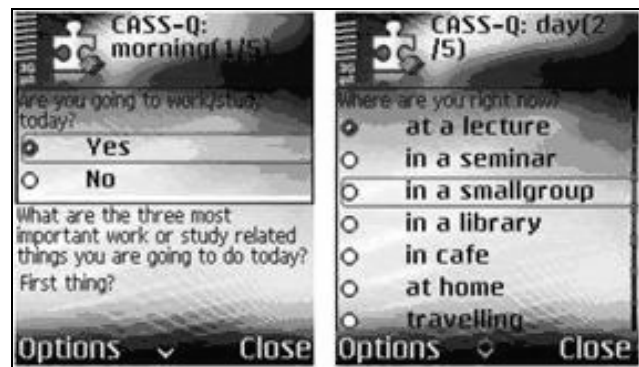 CASS-Q:
morning(1/5)
Are you going to work/study
today?
Yes
No
What are the three most
important work or study related
things you are going to do today?
First thing?
Options
Close
CASS-Q: day(2
/5)
Where are you right now?
at a lecture
in a seminar
in a smallgroup
in a library
in cafe
at home
travelling
Options
Close